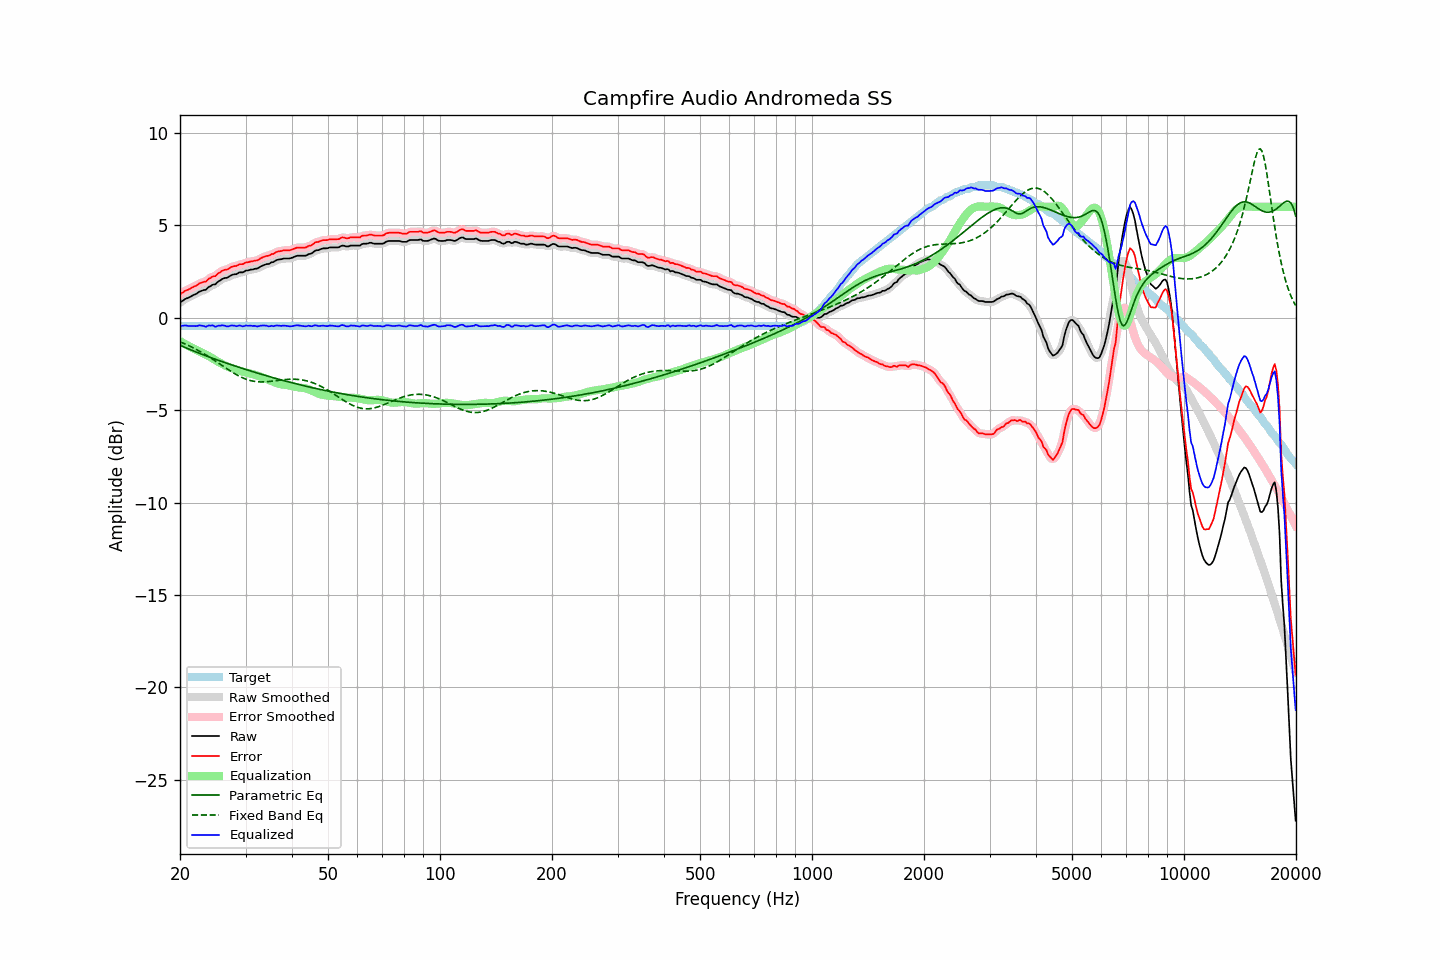 Campfire Audio Andromeda SS
10
5
0
−5
−10
−15
−20
−25
Amplitude (dBr)
Target
Raw Smoothed
Error Smoothed
Raw
Error
Equalization
Parametric Eq
Fixed Band Eq
Equalized
20 50 100 200 500 1000 2000 5000 10000 20000
Frequency (Hz)